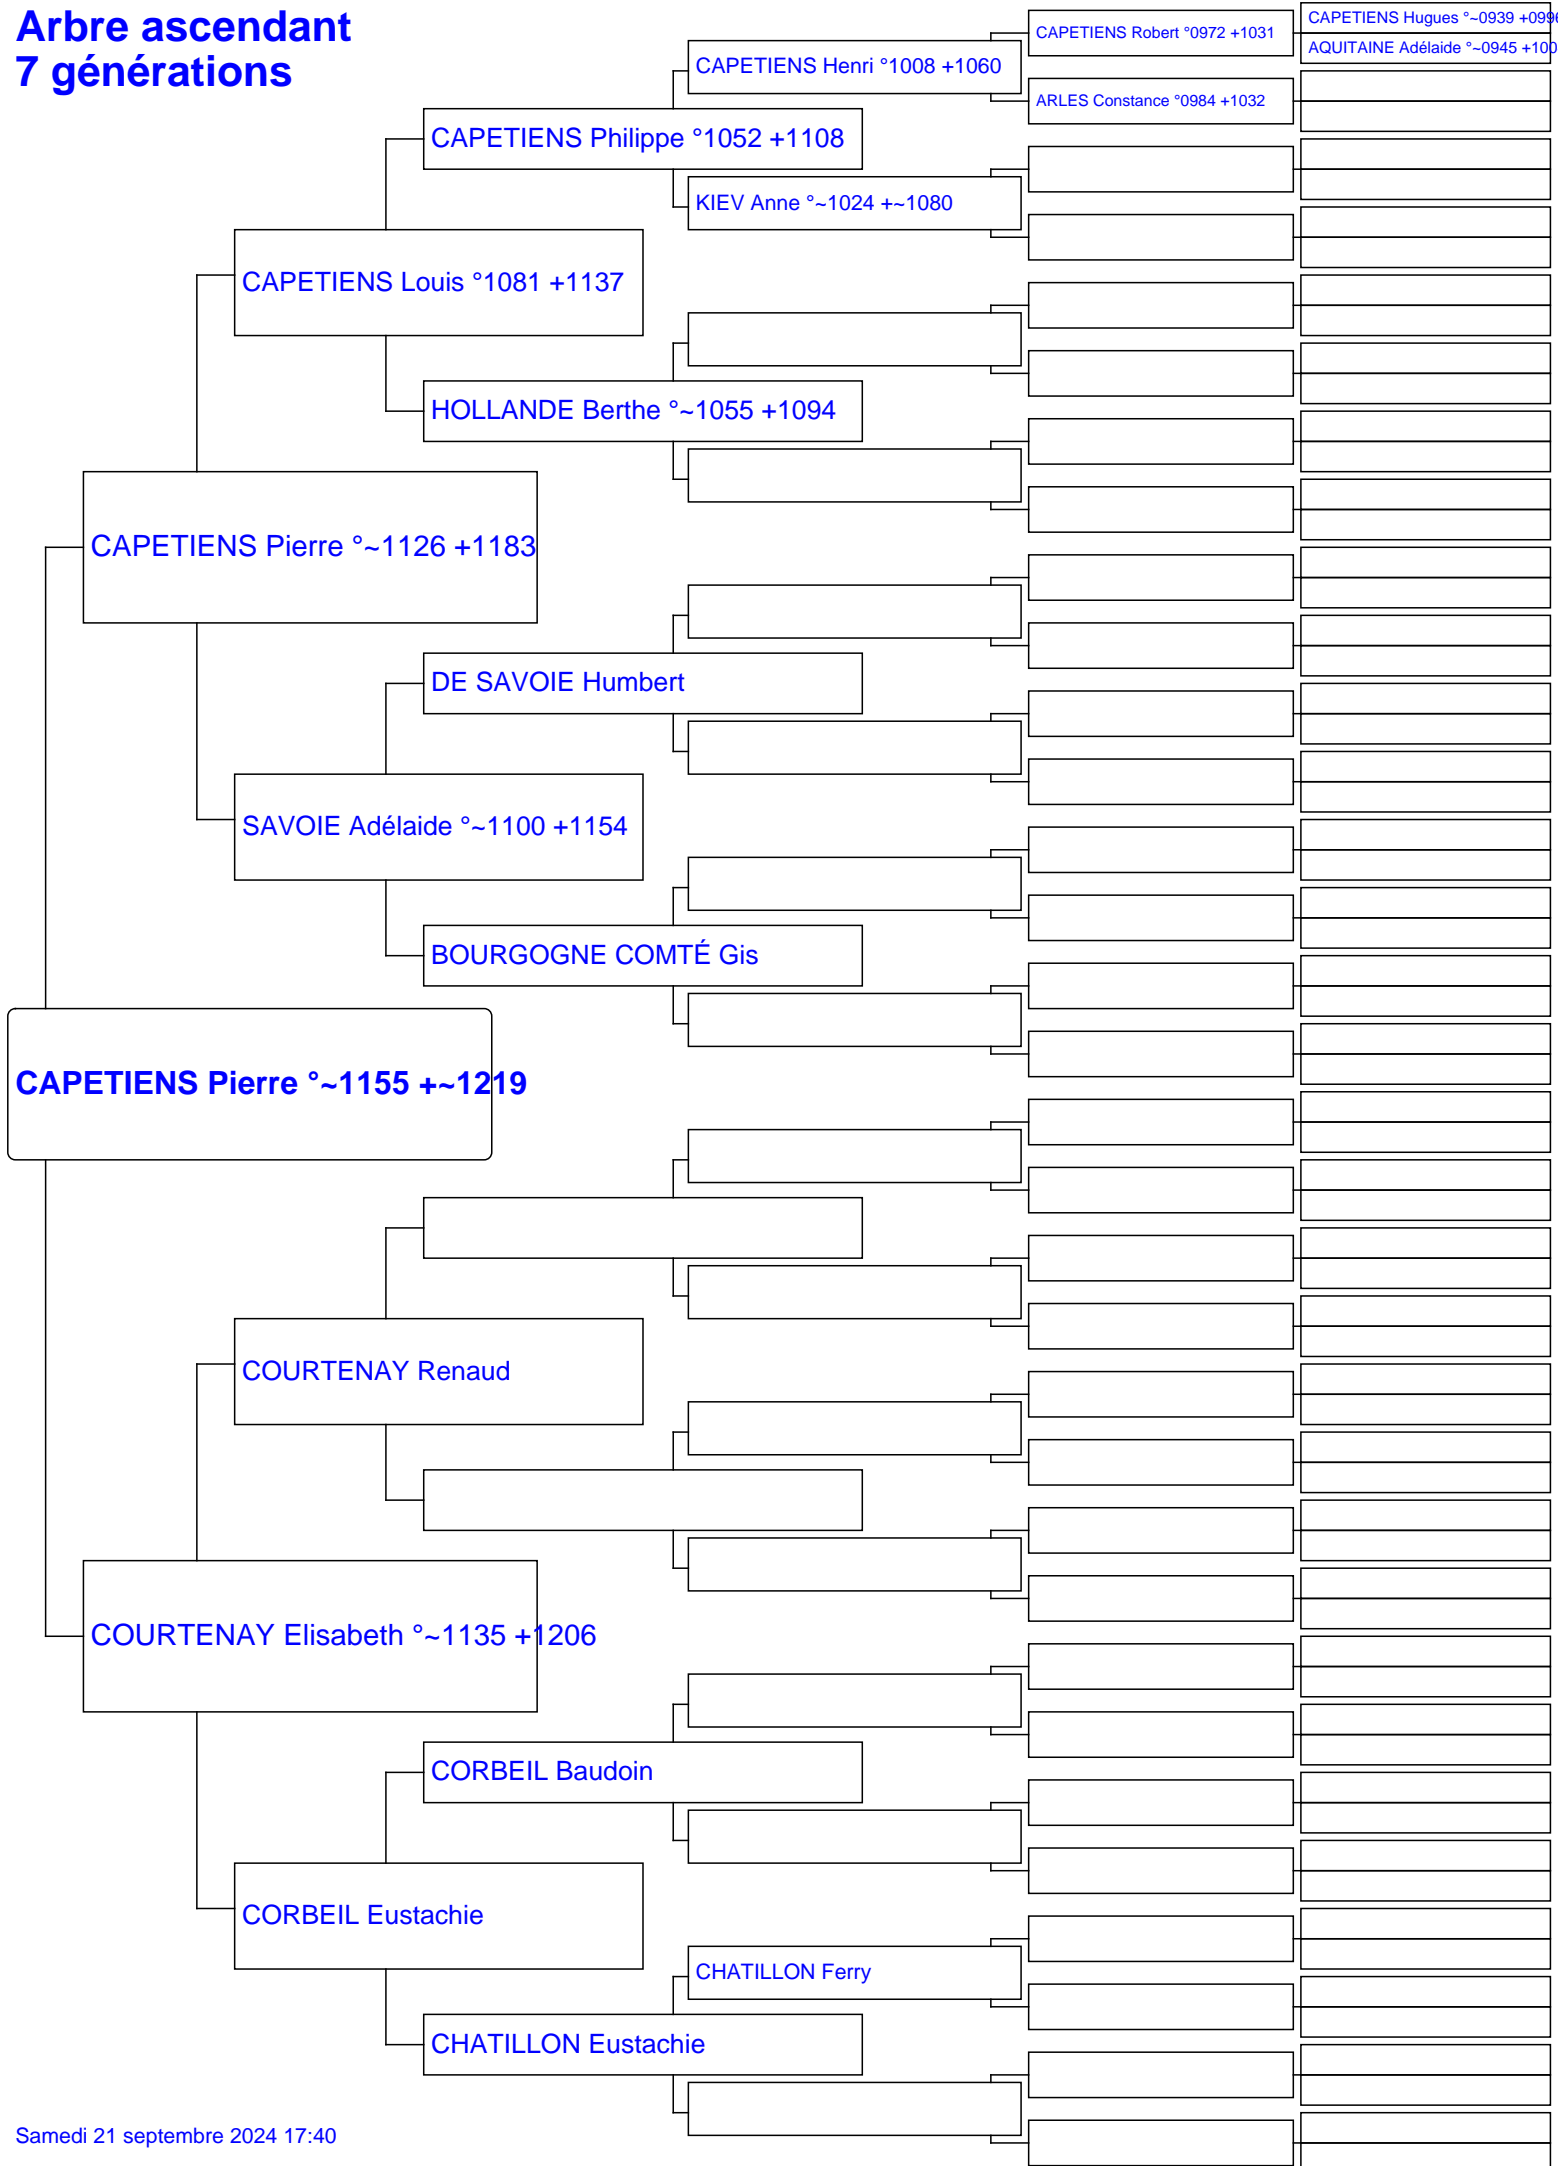 Arbre ascendant
7 générations
CAPETIENS Hugues °~0939 +0996
CAPETIENS Robert °0972 +1031
AQUITAINE Adélaide °~0945 +100
CAPETIENS Henri °1008 +1060
ARLES Constance °0984 +1032
CAPETIENS Philippe °1052 +1108
KIEV Anne °~1024 +~1080
CAPETIENS Louis °1081 +1137
HOLLANDE Berthe °~1055 +1094
CAPETIENS Pierre °~1126 +1183
DE SAVOIE Humbert
SAVOIE Adélaide °~1100 +1154
BOURGOGNE COMTÉ Gis
CAPETIENS Pierre °~1155 +~1219
COURTENAY Renaud
COURTENAY Elisabeth °~1135 +1206
CORBEIL Baudoin
CORBEIL Eustachie
CHATILLON Ferry
CHATILLON Eustachie
Samedi 21 septembre 2024 17:40